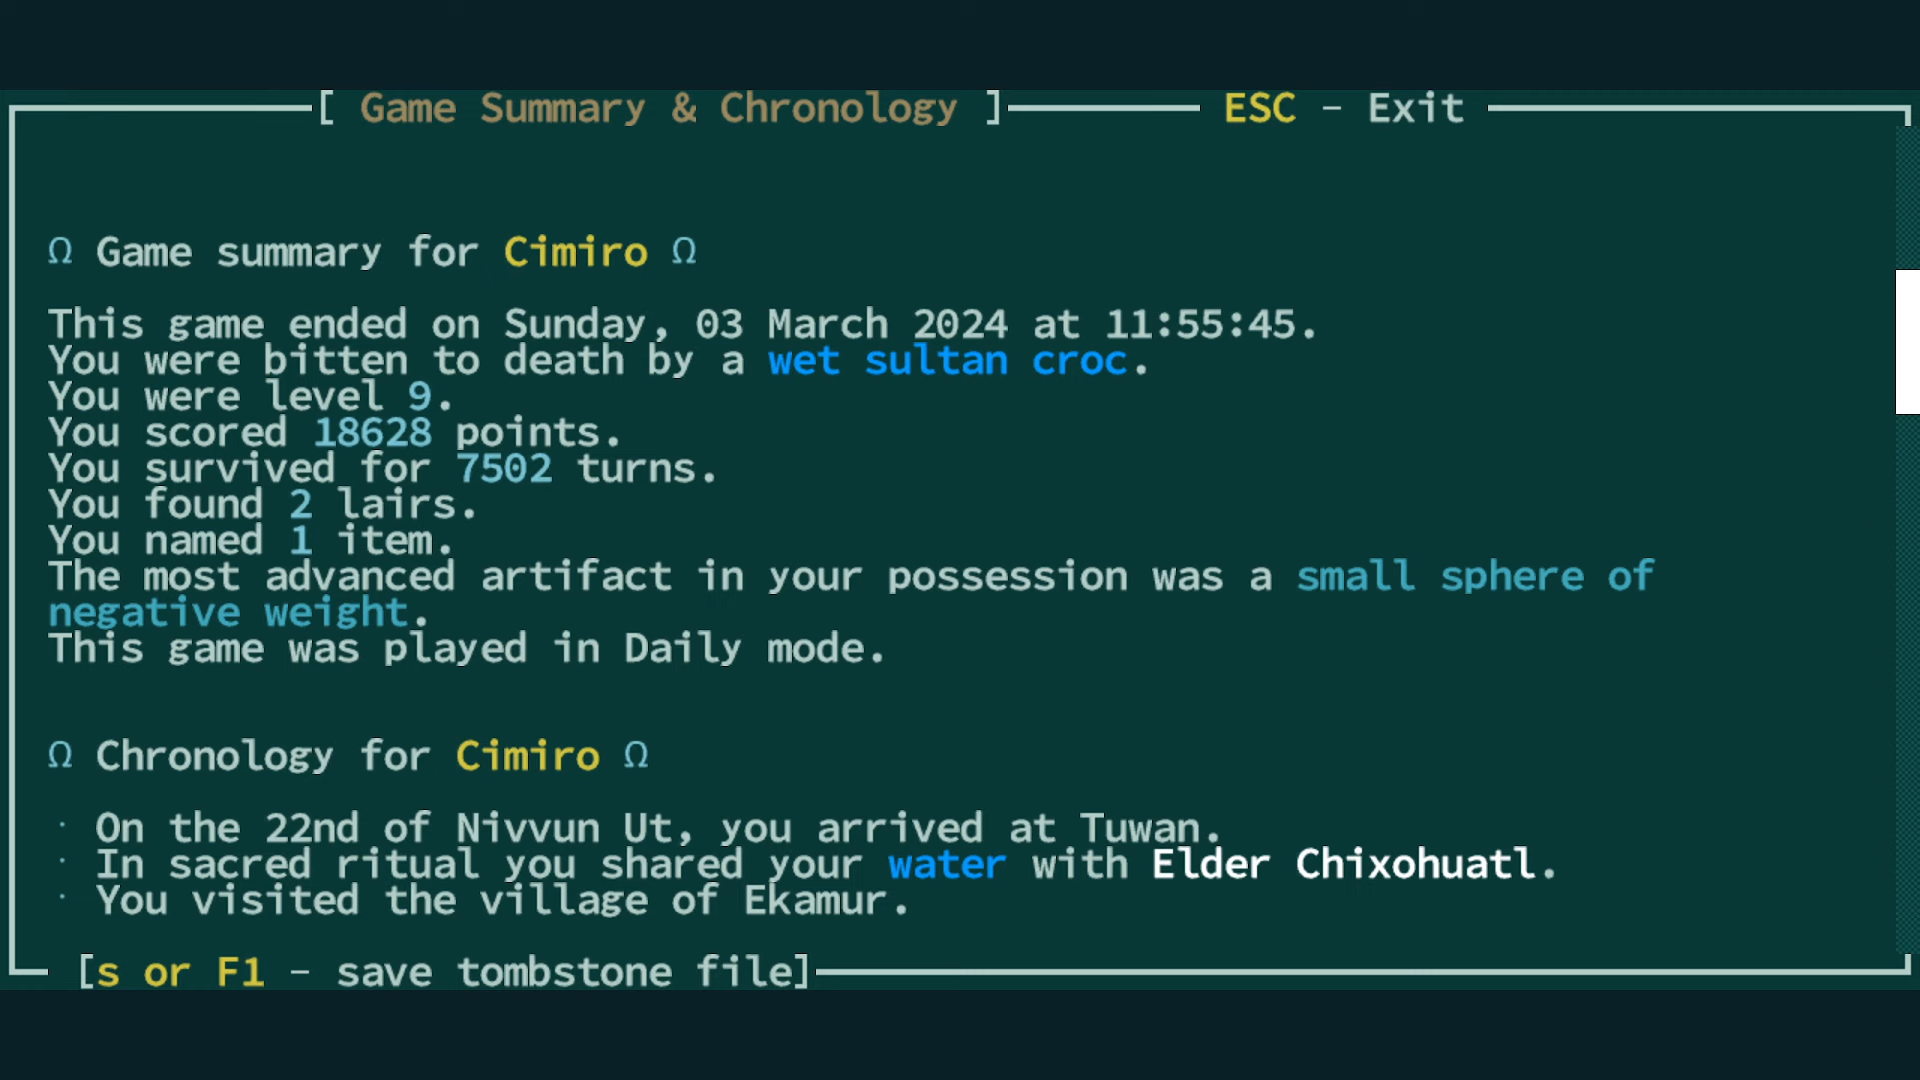 [ Game Summary & Chronology ] ESC - Exit
Ω Game summary for Cimiro Ω
This game ended on Sunday, 03 March 2024 at 11:55:45.
You were bitten to death by a wet sultan croc.
You were level 9.
You scored 18628 points.
You survived for 7502 turns.
You found 2 lairs.
You named 1 item.
The most advanced artifact in your possession was a small sphere of
negative weight.
This game was played in Daily mode.
Ω Chronology for Cimiro Ω
· On the 22nd of Nivvun Ut, you arrived at Tuwan.
· In sacred ritual you shared your water with Elder Chixohuatl.
· You visited the village of Ekamur.
[s or F1 - save tombstone file]